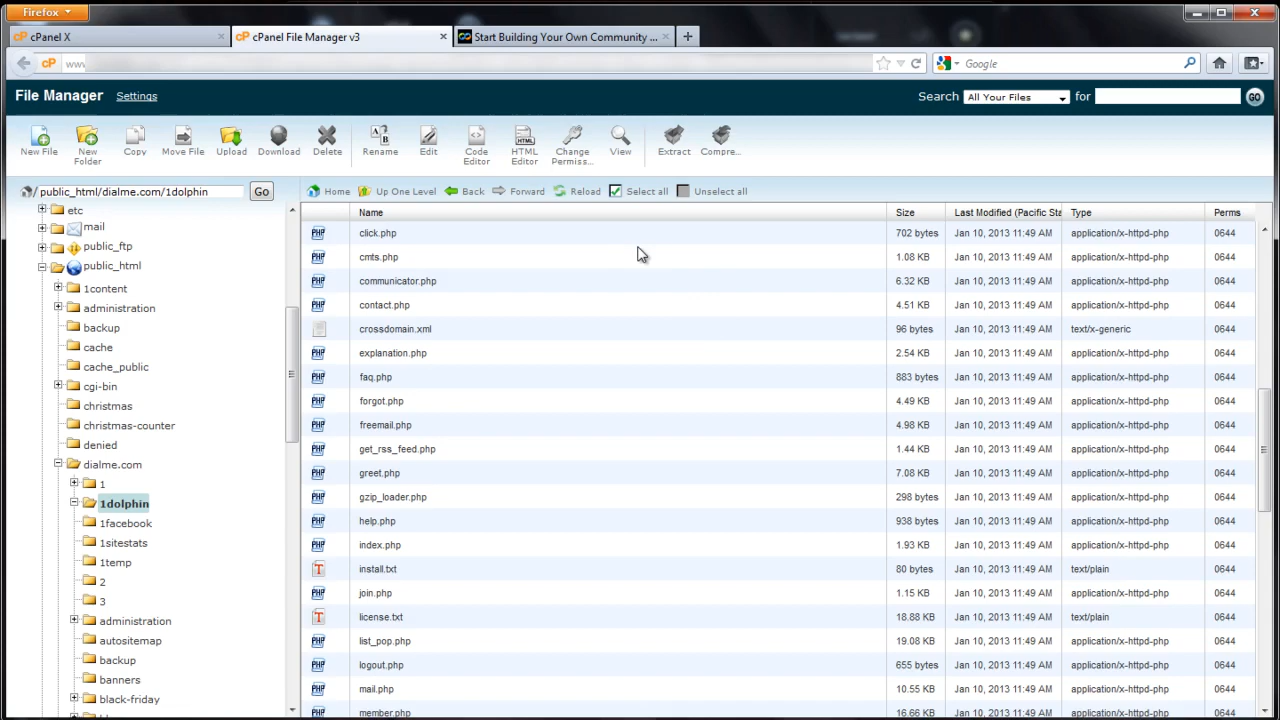 Firefox
cPanel X
cPanel File Manager v3
Start Building Your Own Community ...
www
Google
File Manager Settings
Search All Your Files for GO
New File New Folder Copy Move File Upload Download Delete Rename Edit Code Editor HTML Editor Change Permiss... View Extract Compre...
/ public_html/dialme.com/1dolphin Go
Home Up One Level Back Forward Reload Select all Unselect all
etc
mail
public_ftp
public_html
1content
administration
backup
cache
cache_public
cgi-bin
christmas
christmas-counter
denied
dialme.com
1
1dolphin
1facebook
1sitestats
1temp
2
3
administration
autositemap
backup
banners
black-friday
Name Size Last Modified (Pacific Sta Type Perms
click.php 702 bytes Jan 10, 2013 11:49 AM application/x-httpd-php 0644
cmts.php 1.08 KB Jan 10, 2013 11:49 AM application/x-httpd-php 0644
communicator.php 6.32 KB Jan 10, 2013 11:49 AM application/x-httpd-php 0644
contact.php 4.51 KB Jan 10, 2013 11:49 AM application/x-httpd-php 0644
crossdomain.xml 96 bytes Jan 10, 2013 11:49 AM text/x-generic 0644
explanation.php 2.54 KB Jan 10, 2013 11:49 AM application/x-httpd-php 0644
faq.php 883 bytes Jan 10, 2013 11:49 AM application/x-httpd-php 0644
forgot.php 4.49 KB Jan 10, 2013 11:49 AM application/x-httpd-php 0644
freemail.php 4.98 KB Jan 10, 2013 11:49 AM application/x-httpd-php 0644
get_rss_feed.php 1.44 KB Jan 10, 2013 11:49 AM application/x-httpd-php 0644
greet.php 7.08 KB Jan 10, 2013 11:49 AM application/x-httpd-php 0644
gzip_loader.php 298 bytes Jan 10, 2013 11:49 AM application/x-httpd-php 0644
help.php 938 bytes Jan 10, 2013 11:49 AM application/x-httpd-php 0644
index.php 1.93 KB Jan 10, 2013 11:49 AM application/x-httpd-php 0644
install.txt 80 bytes Jan 10, 2013 11:49 AM text/plain 0644
join.php 1.15 KB Jan 10, 2013 11:49 AM application/x-httpd-php 0644
license.txt 18.88 KB Jan 10, 2013 11:49 AM text/plain 0644
list_pop.php 19.08 KB Jan 10, 2013 11:49 AM application/x-httpd-php 0644
logout.php 655 bytes Jan 10, 2013 11:49 AM application/x-httpd-php 0644
mail.php 10.55 KB Jan 10, 2013 11:49 AM application/x-httpd-php 0644
member.php 16.66 KB Jan 10, 2013 11:49 AM application/x-httpd-php 0644